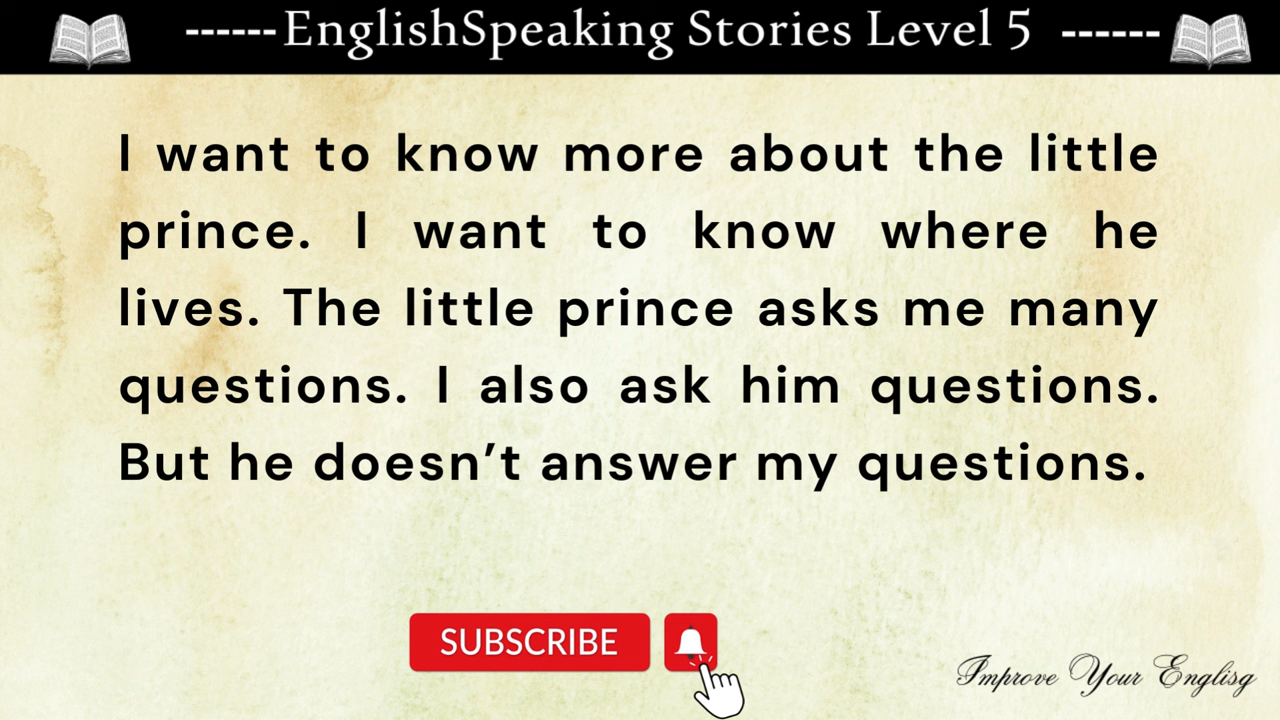 ------EnglishSpeaking Stories Level 5 ------
I want to know more about the little
prince. I want to know where he
lives. The little prince asks me many
questions. I also ask him questions.
But he doesn’t answer my questions.
SUBSCRIBE
Improve Your Englisg